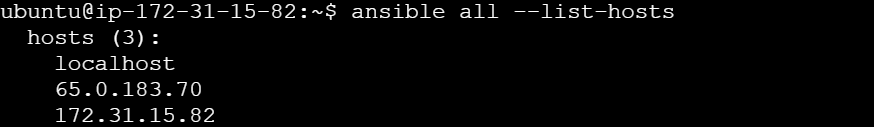 ubuntu@ip-172-31-15-82:~$ ansible all --list-hosts
hosts (3):
localhost
65.0.183.70
172.31.15.82